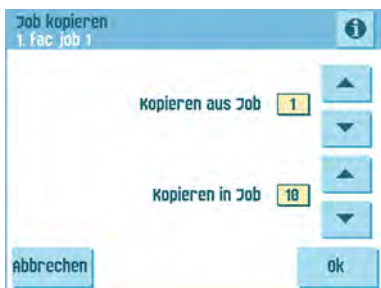 Job kopieren
1. Fac job 1
Kopieren aus Job 1
Kopieren in Job 10
Abbrechen
Ok